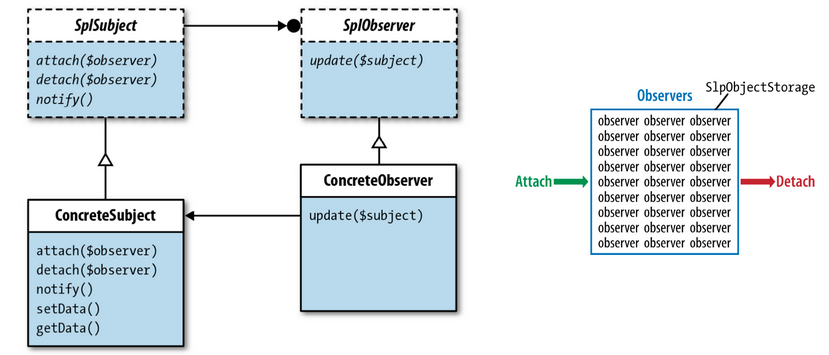 SplSubject
attach($observer)
detach($observer)
notify()
SplObserver
update($subject)
ConcreteSubject
attach($observer)
detach($observer)
notify()
setData()
getData()
ConcreteObserver
update($subject)
SlpObjectStorage
Observers
observer observer observer
observer observer observer
observer observer observer
observer observer observer
observer observer observer
observer observer observer
observer observer observer
observer observer observer
observer observer observer
Attach
Detach